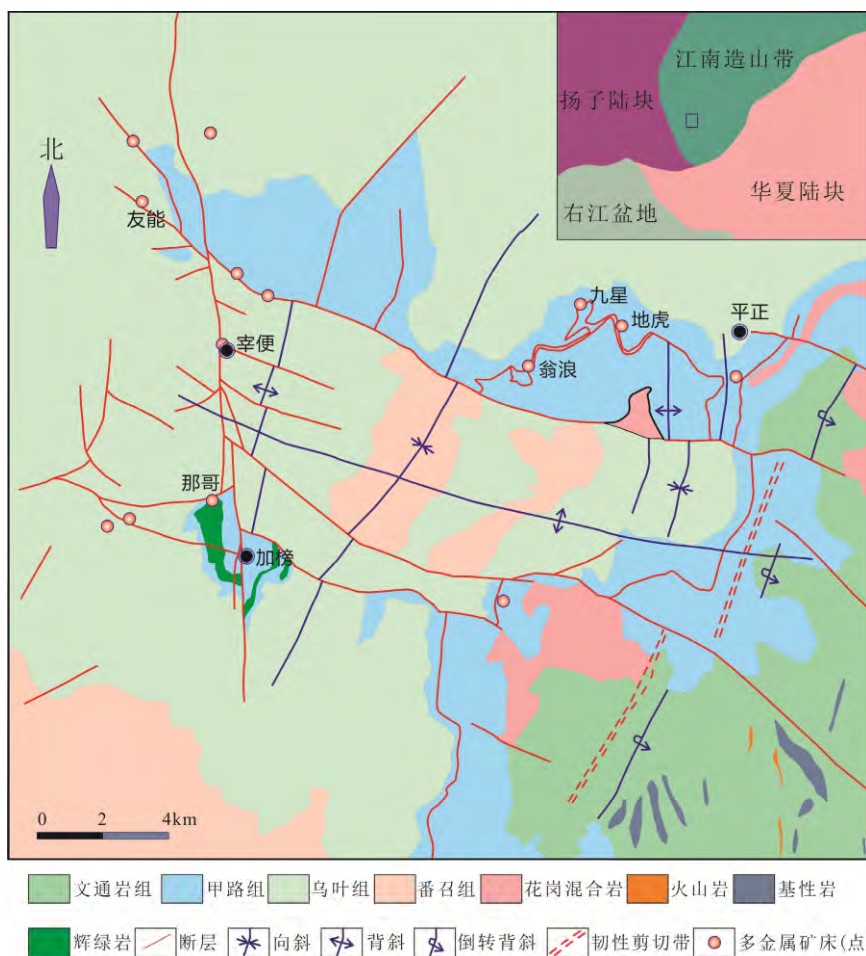 江南造山带
扬子陆块
华夏陆块
右江盆地
北
友能
九星
地虎
平正
宰便
翁浪
那哥
加榜
0 2 4km
文通岩组 甲路组 乌叶组 番召组 花岗混合岩 火山岩 基性岩
辉绿岩 断层 向斜 背斜 倒转背斜 韧性剪切带 多金属矿床(点